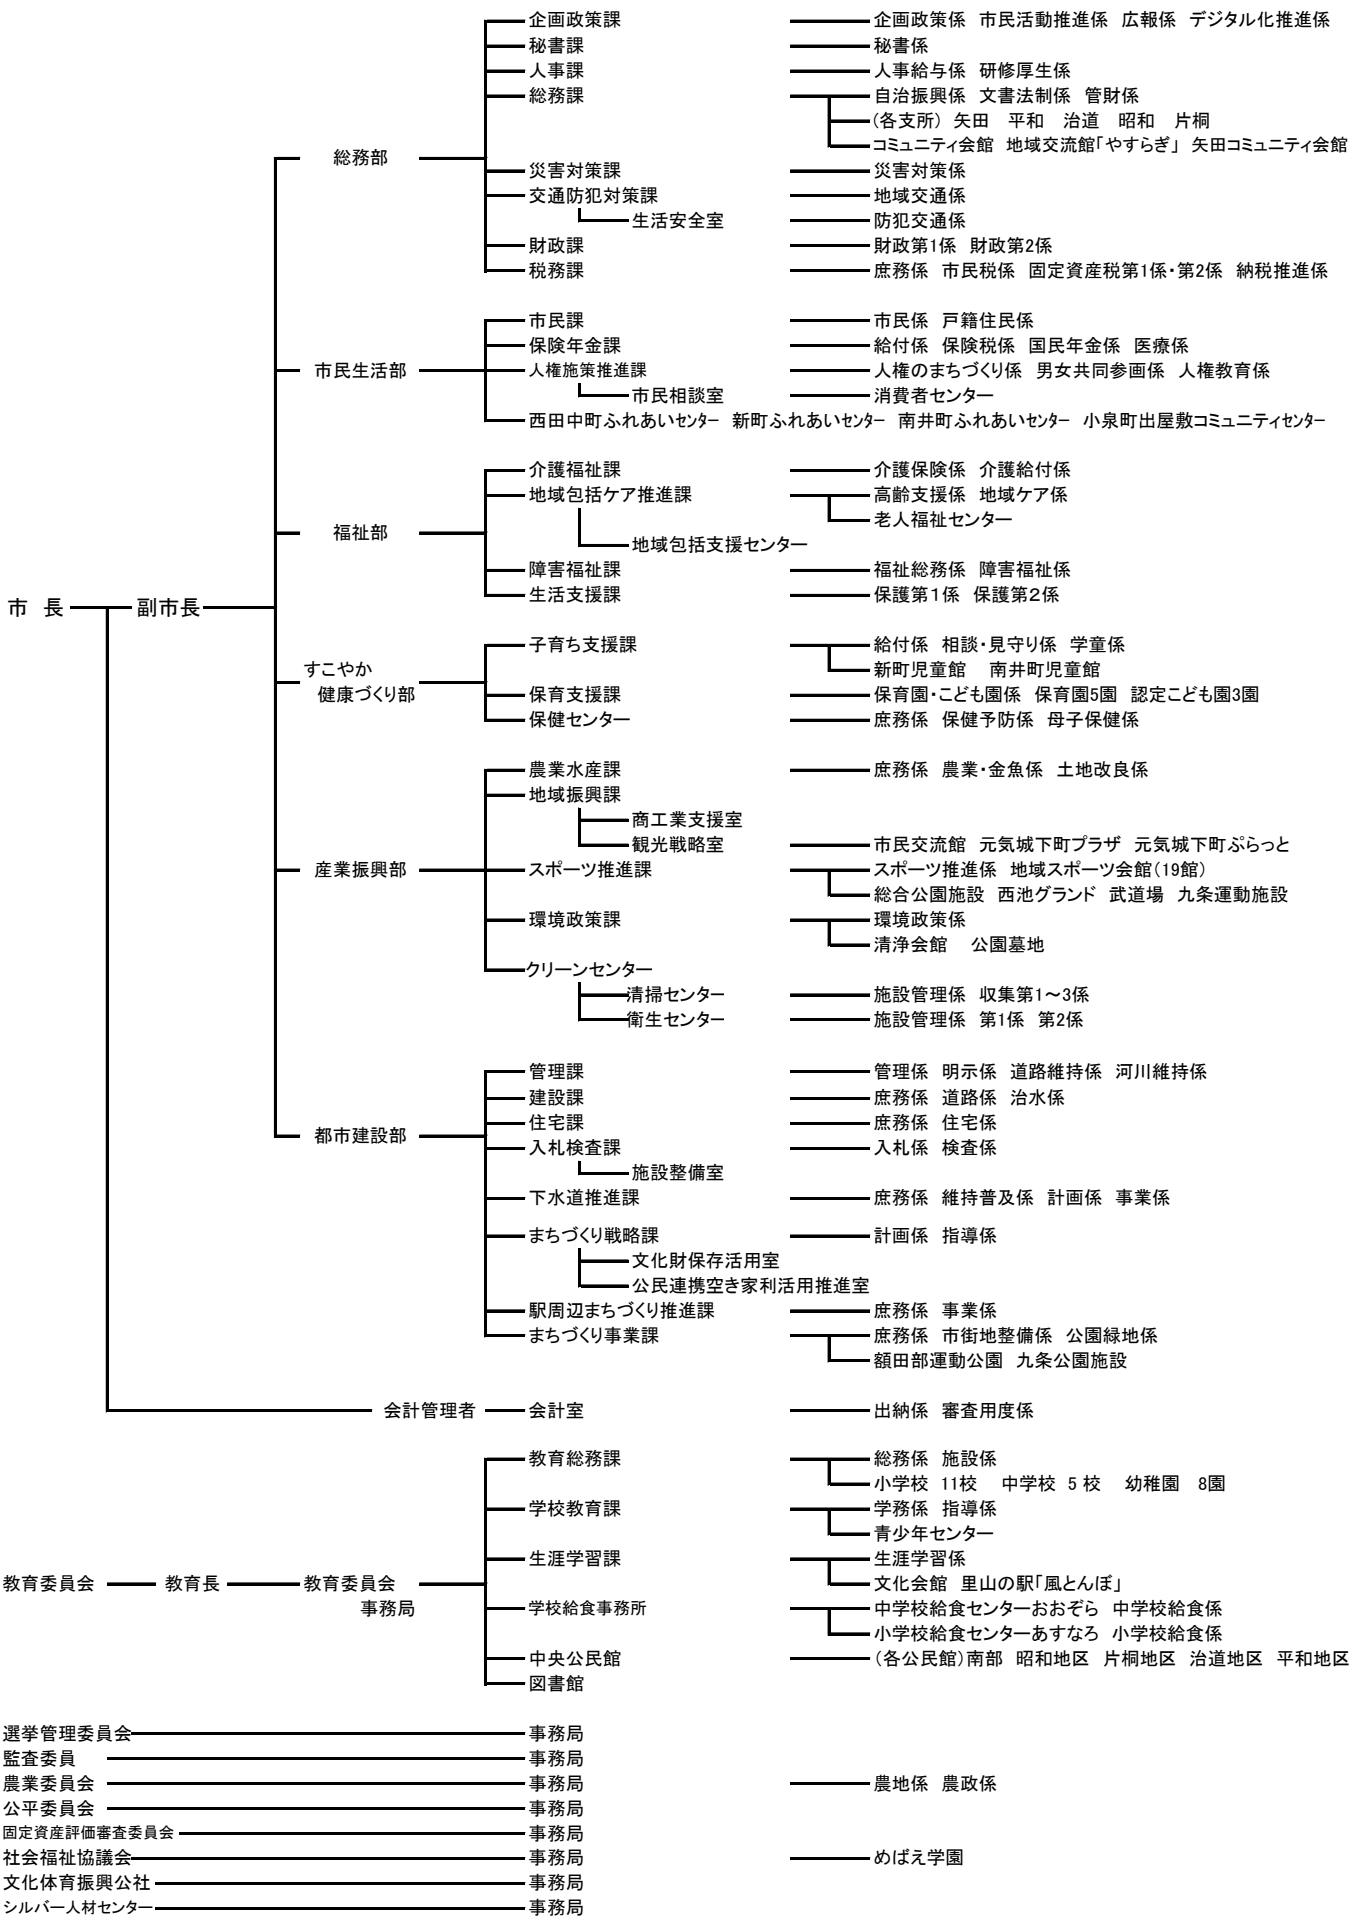 企画政策課 企画政策係 市民活動推進係 広報係 デジタル化推進係
秘書課 秘書係
人事課 人事給与係 研修厚生係
総務課 自治振興係 文書法制係 管財係
(各支所) 矢田 平和 治道 昭和 片桐
コミュニティ会館 地域交流館「やすらぎ」 矢田コミュニティ会館
総務部
災害対策課 災害対策係
交通防犯対策課 地域交通係
生活安全室 防犯交通係
財政課 財政第1係 財政第2係
税務課 庶務係 市民税係 固定資産税第1係・第2係 納税推進係
市民課 市民係 戸籍住民係
保険年金課 給付係 保険税係 国民年金係 医療係
市民生活部 人権施策推進課 人権のまちづくり係 男女共同参画係 人権教育係
市民相談室 消費者センター
西田中町ふれあいセンター 新町ふれあいセンター 南井町ふれあいセンター 小泉町出屋敷コミュニティセンター
介護福祉課 介護保険係 介護給付係
地域包括ケア推進課 高齢支援係 地域ケア係
老人福祉センター
福祉部
地域包括支援センター
障害福祉課 福祉総務係 障害福祉係
生活支援課 保護第1係 保護第2係
市 長 副市長
子育ち支援課 給付係 相談・見守り係 学童係
すこやか 新町児童館 南井町児童館
健康づくり部 保育支援課 保育園・こども園係 保育園5園 認定こども園3園
保健センター 庶務係 保健予防係 母子保健係
農業水産課 庶務係 農業・金魚係 土地改良係
地域振興課
商工業支援室
観光戦略室 市民交流館 元気城下町プラザ 元気城下町ぷらっと
産業振興部 スポーツ推進課 スポーツ推進係 地域スポーツ会館(19館)
総合公園施設 西池グランド 武道場 九条運動施設
環境政策課 環境政策係
清浄会館 公園墓地
クリーンセンター
清掃センター 施設管理係 収集第1～3係
衛生センター 施設管理係 第1係 第2係
管理課 管理係 明示係 道路維持係 河川維持係
建設課 庶務係 道路係 治水係
住宅課 庶務係 住宅係
都市建設部
入札検査課 入札係 検査係
施設整備室
下水道推進課 庶務係 維持普及係 計画係 事業係
まちづくり戦略課 計画係 指導係
文化財保存活用室
公民連携空き家利活用推進室
駅周辺まちづくり推進課 庶務係 事業係
まちづくり事業課 庶務係 市街地整備係 公園緑地係
額田部運動公園 九条公園施設
会計管理者 会計室 出納係 審査用度係
教育総務課 総務係 施設係
小学校 11校 中学校 5校 幼稚園 8園
学校教育課 学務係 指導係
青少年センター
生涯学習課 生涯学習係
教育委員会 教育長 教育委員会 文化会館 里山の駅「風とんぼ」
事務局 学校給食事務所 中学校給食センターおおぞら 中学校給食係
小学校給食センターあすなろ 小学校給食係
中央公民館 (各公民館)南部 昭和地区 片桐地区 治道地区 平和地区
図書館
選挙管理委員会 事務局
監査委員 事務局
農業委員会 事務局 農地係 農政係
公平委員会 事務局
固定資産評価審査委員会 事務局
社会福祉協議会 事務局 めばえ学園
文化体育振興公社 事務局
シルバー人材センター 事務局